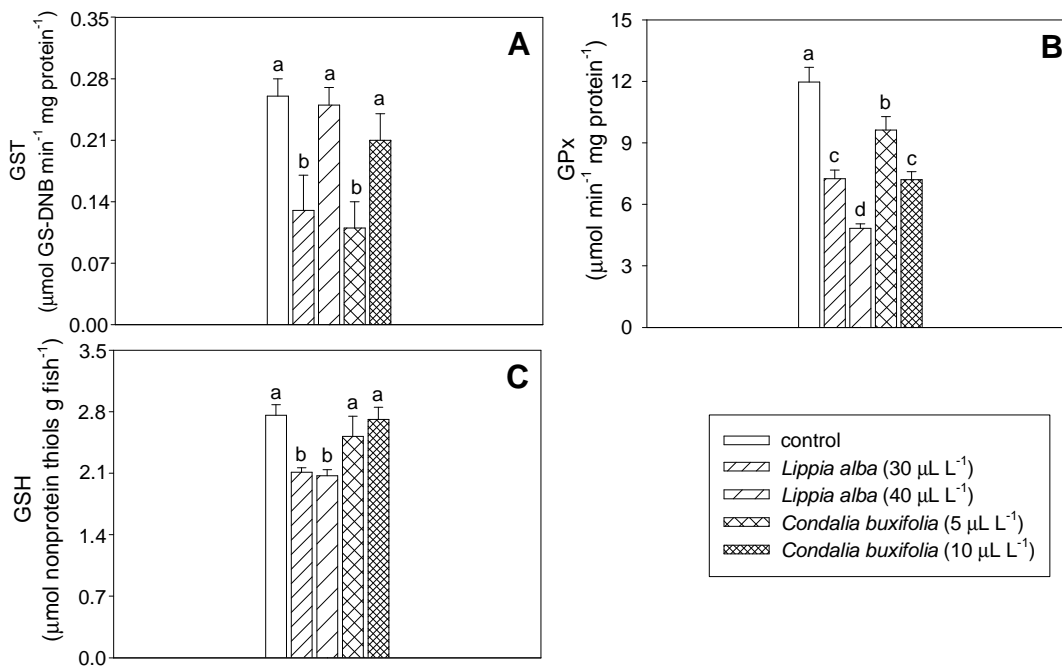 A
GST
(μmol GS-DNB min⁻¹ mg protein⁻¹)
0.35
0.28
0.21
0.14
0.07
0.00
a
b
a
b
a
B
GPx
(μmol min⁻¹ mg protein⁻¹)
15
12
9
6
3
0
a
c
d
b
c
C
GSH
(μmol nonprotein thiols g fish⁻¹)
3.5
2.8
2.1
1.4
0.7
0.0
a
b
b
a
a
control
Lippia alba (30 μL L⁻¹)
Lippia alba (40 μL L⁻¹)
Condalia buxifolia (5 μL L⁻¹)
Condalia buxifolia (10 μL L⁻¹)